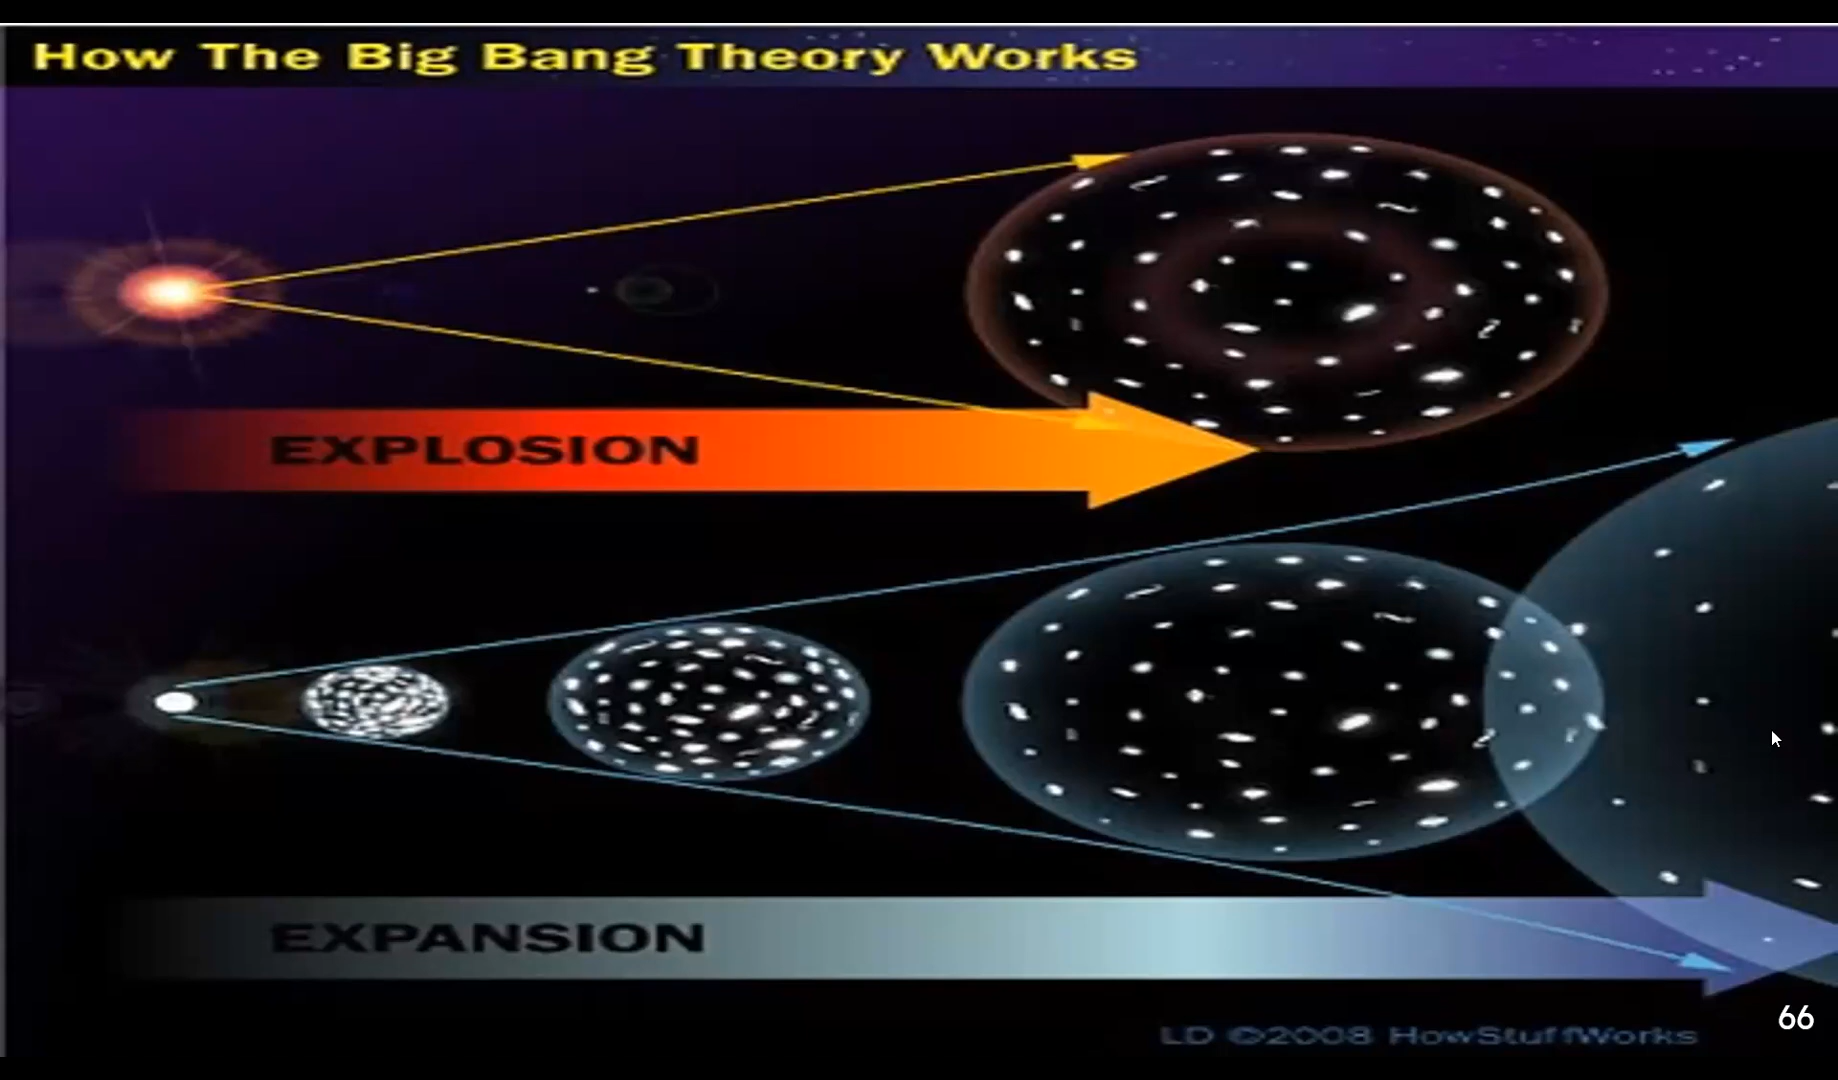 How The Big Bang Theory Works
EXPLOSION
EXPANSION
66
LD ©2008 HowStuffWorks